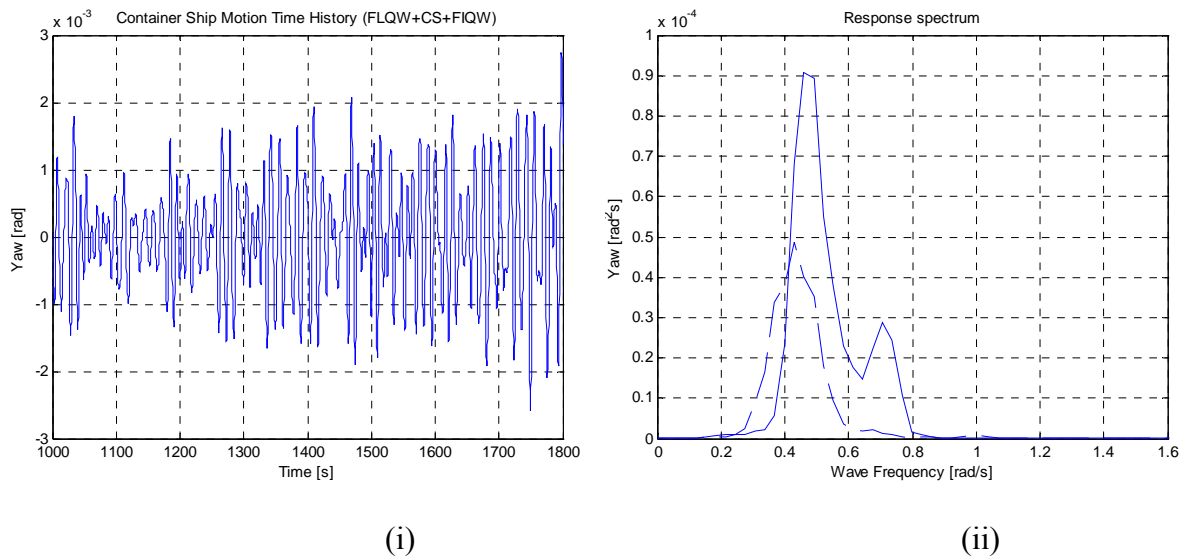 x 10⁻³ Container Ship Motion Time History (FLQW+CS+FIQW)
3
2
1
0
-1
-2
-3
Yaw [rad]
1000 1100 1200 1300 1400 1500 1600 1700 1800
Time [s]
(i)
x 10⁻⁴ Response spectrum
1
0.9
0.8
0.7
0.6
0.5
0.4
0.3
0.2
0.1
0
Yaw [rad²s]
0 0.2 0.4 0.6 0.8 1 1.2 1.4 1.6
Wave Frequency [rad/s]
(ii)